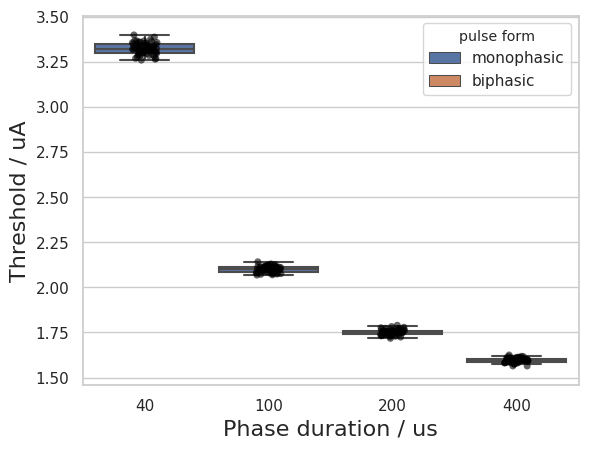 3.50
3.25
3.00
2.75
2.50
2.25
2.00
1.75
1.50
Threshold / uA
pulse form
monophasic
biphasic
40 100 200 400
Phase duration / us